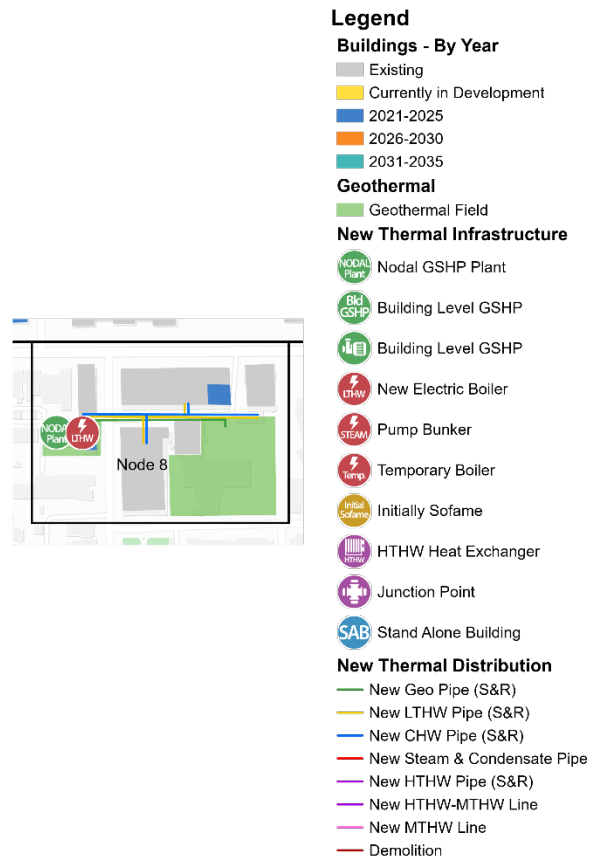 Legend
Buildings - By Year
Existing
Currently in Development
2021-2025
2026-2030
2031-2035
Geothermal
Geothermal Field
New Thermal Infrastructure
NODAL
Plant
Nodal GSHP Plant
Bld
GSHP
Building Level GSHP
Building Level GSHP
LTHW
New Electric Boiler
STEAM
Pump Bunker
Temp.
Temporary Boiler
Initial
Sofame
Initially Sofame
HTHW
HTHW Heat Exchanger
Junction Point
SAB
Stand Alone Building
New Thermal Distribution
New Geo Pipe (S&R)
New LTHW Pipe (S&R)
New CHW Pipe (S&R)
New Steam & Condensate Pipe
New HTHW Pipe (S&R)
New HTHW-MTHW Line
New MTHW Line
Demolition
NODA
Plant
LTHW
Node 8